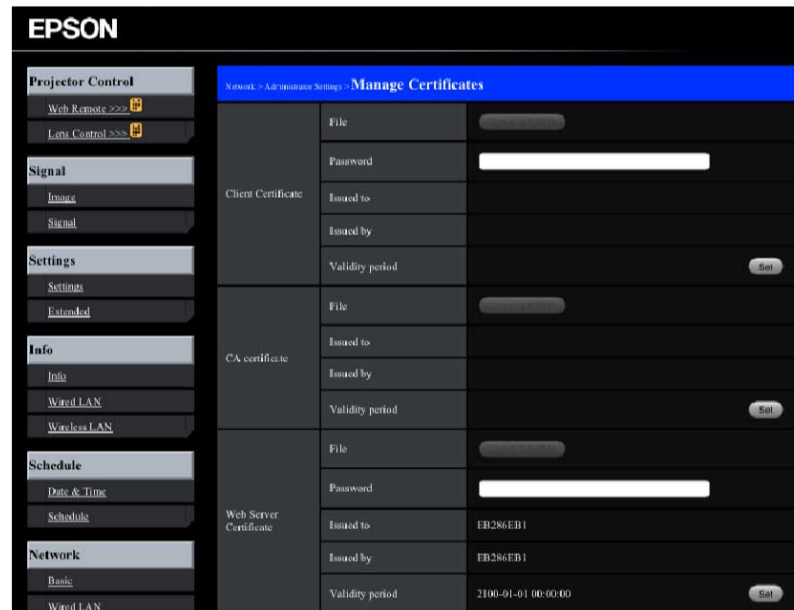 EPSON
Projector Control
Web Remote >>>
Lens Control >>>
Signal
Image
Signal
Settings
Settings
Extended
Info
Info
Wired LAN
Wireless LAN
Schedule
Date & Time
Schedule
Network
Basic
Wired LAN
Network > Administrator Settings > Manage Certificates
Client Certificate
File
Password
Issued to
Issued by
Validity period
Set
CA certificate
File
Issued to
Issued by
Validity period
Set
Web Server
Certificate
File
Password
Issued to
EB286EB1
Issued by
EB286EB1
Validity period
2100-01-01 00:00:00
Set